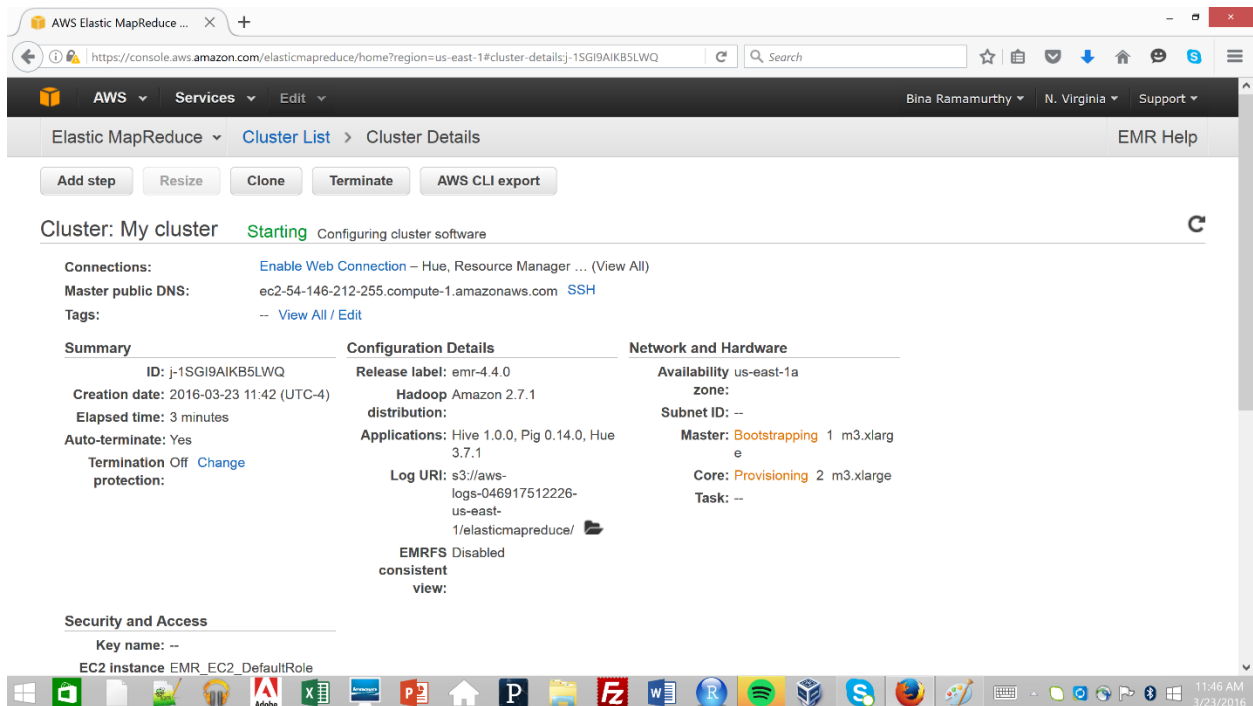 AWS Elastic MapReduce ...
https://console.aws.amazon.com/elasticmapreduce/home?region=us-east-1#cluster-details:j-1SGI9AIKB5LWQ
Search
AWS Services Edit Bina Ramamurthy N. Virginia Support
Elastic MapReduce Cluster List > Cluster Details EMR Help
Add step Resize Clone Terminate AWS CLI export
Cluster: My cluster Starting Configuring cluster software
Connections: Enable Web Connection – Hue, Resource Manager … (View All)
Master public DNS: ec2-54-146-212-255.compute-1.amazonaws.com SSH
Tags: -- View All / Edit
Summary
ID: j-1SGI9AIKB5LWQ
Creation date: 2016-03-23 11:42 (UTC-4)
Elapsed time: 3 minutes
Auto-terminate: Yes
Termination Off Change
protection:
Configuration Details
Release label: emr-4.4.0
Hadoop Amazon 2.7.1
distribution:
Applications: Hive 1.0.0, Pig 0.14.0, Hue
3.7.1
Log URI: s3://aws-
logs-046917512226-
us-east-
1/elasticmapreduce/
EMRFS Disabled
consistent
view:
Network and Hardware
Availability us-east-1a
zone:
Subnet ID: --
Master: Bootstrapping 1 m3.xlarg
e
Core: Provisioning 2 m3.xlarge
Task: --
Security and Access
Key name: --
EC2 instance EMR_EC2_DefaultRole
Adobe
lenovo
11:46 AM
3/23/2016